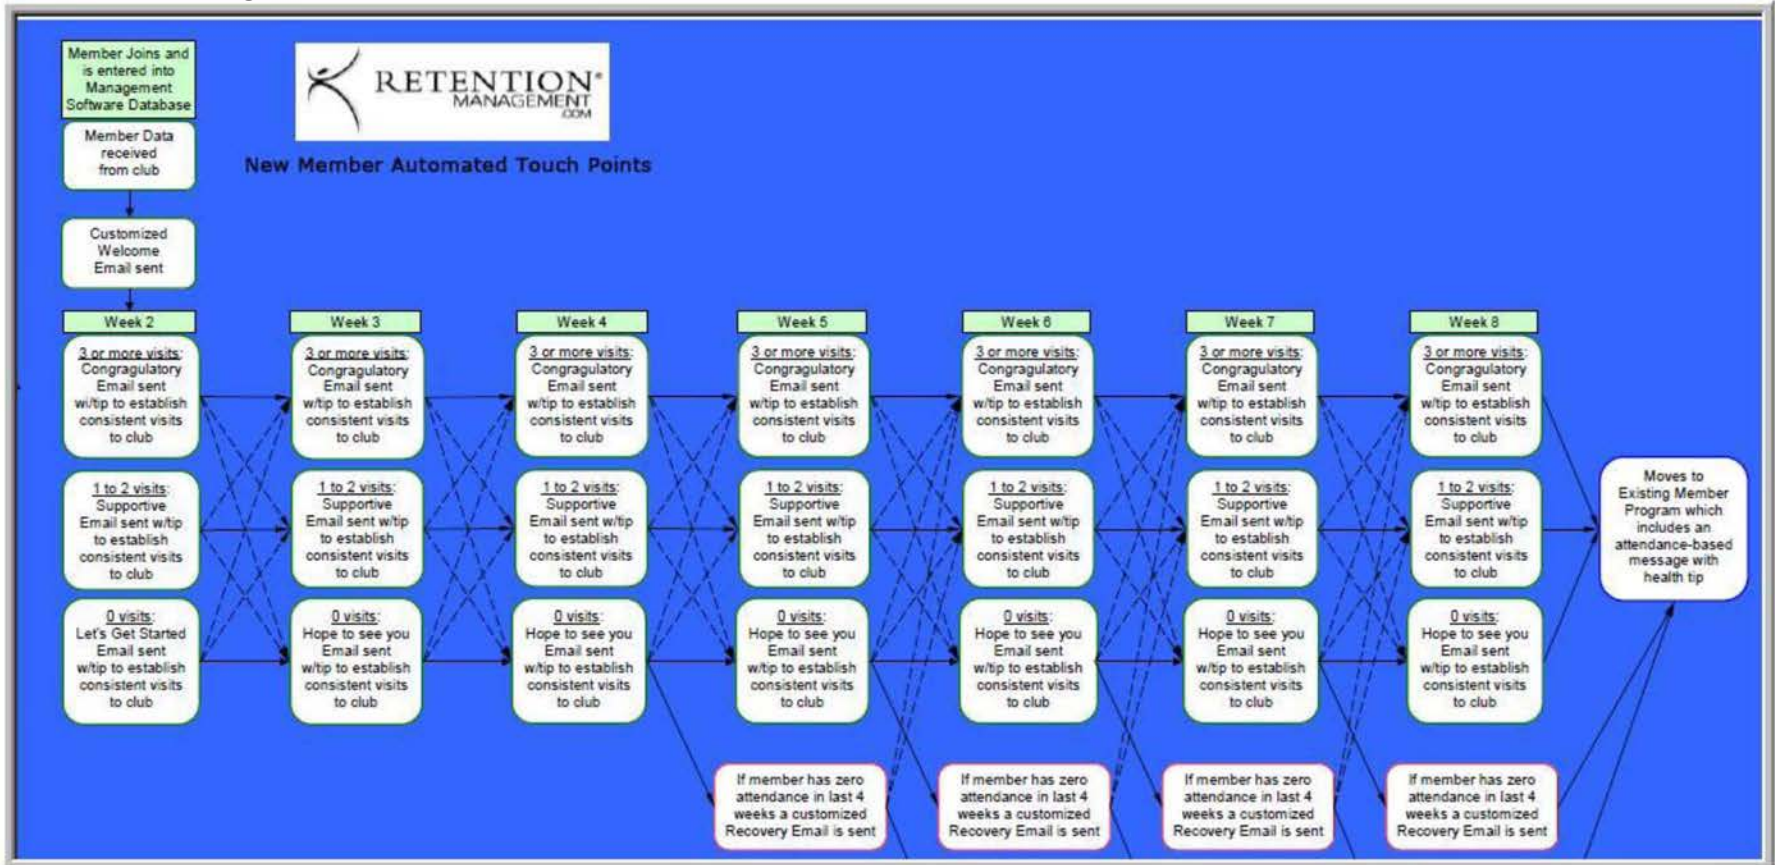 Member Joins and
is entered into
Management
Software Database
RETENTION®
MANAGEMENT
.COM
Member Data
received
from club
New Member Automated Touch Points
Customized
Welcome
Email sent
Week 2
3 or more visits:
Congragulatory
Email sent
wi/tip to establish
consistent visits
to club
1 to 2 visits:
Supportive
Email sent w/tip
to establish
consistent visits
to club
0 visits:
Let's Get Started
Email sent
w/tip to establish
consistent visits
to club
Week 3
3 or more visits:
Congragulatory
Email sent
w/tip to establish
consistent visits
to club
1 to 2 visits:
Supportive
Email sent w/tip
to establish
consistent visits
to club
0 visits:
Hope to see you
Email sent
w/tip to establish
consistent visits
to club
Week 4
3 or more visits:
Congragulatory
Email sent
w/tip to establish
consistent visits
to club
1 to 2 visits:
Supportive
Email sent w/tip
to establish
consistent visits
to club
0 visits:
Hope to see you
Email sent
w/tip to establish
consistent visits
to club
Week 5
3 or more visits:
Congragulatory
Email sent
w/tip to establish
consistent visits
to club
1 to 2 visits:
Supportive
Email sent w/tip
to establish
consistent visits
to club
0 visits:
Hope to see you
Email sent
w/tip to establish
consistent visits
to club
If member has zero
attendance in last 4
weeks a customized
Recovery Email is sent
Week 6
3 or more visits:
Congragulatory
Email sent
w/tip to establish
consistent visits
to club
1 to 2 visits:
Supportive
Email sent w/tip
to establish
consistent visits
to club
0 visits:
Hope to see you
Email sent
w/tip to establish
consistent visits
to club
If member has zero
attendance in last 4
weeks a customized
Recovery Email is sent
Week 7
3 or more visits:
Congragulatory
Email sent
w/tip to establish
consistent visits
to club
1 to 2 visits:
Supportive
Email sent w/tip
to establish
consistent visits
to club
0 visits:
Hope to see you
Email sent
w/tip to establish
consistent visits
to club
If member has zero
attendance in last 4
weeks a customized
Recovery Email is sent
Week 8
3 or more visits:
Congragulatory
Email sent
w/tip to establish
consistent visits
to club
1 to 2 visits:
Supportive
Email sent w/tip
to establish
consistent visits
to club
0 visits:
Hope to see you
Email sent
w/tip to establish
consistent visits
to club
If member has zero
attendance in last 4
weeks a customized
Recovery Email is sent
Moves to
Existing Member
Program which
includes an
attendance-based
message with
health tip